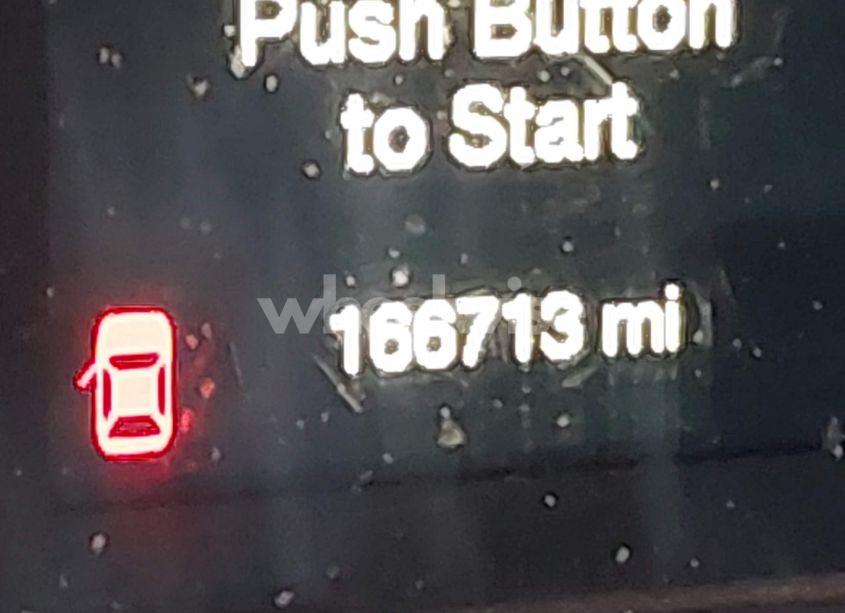 Push Button
to Start
166713 mi